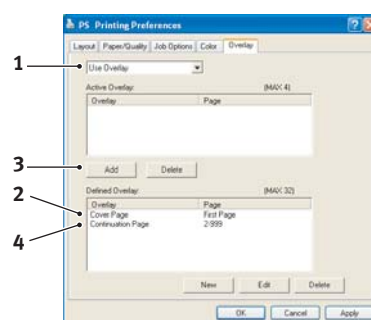 PS Printing Preferences
Layout Paper/Quality Job Options Color Overlay
1
Use Overlay
Active Overlay: (MAX 4)
Overlay Page
3
Add Delete
Defined Overlay: (MAX 32)
2
Overlay Page
Cover Page First Page
4
Continuation Page 2-999
New Edit Delete
OK Cancel Apply